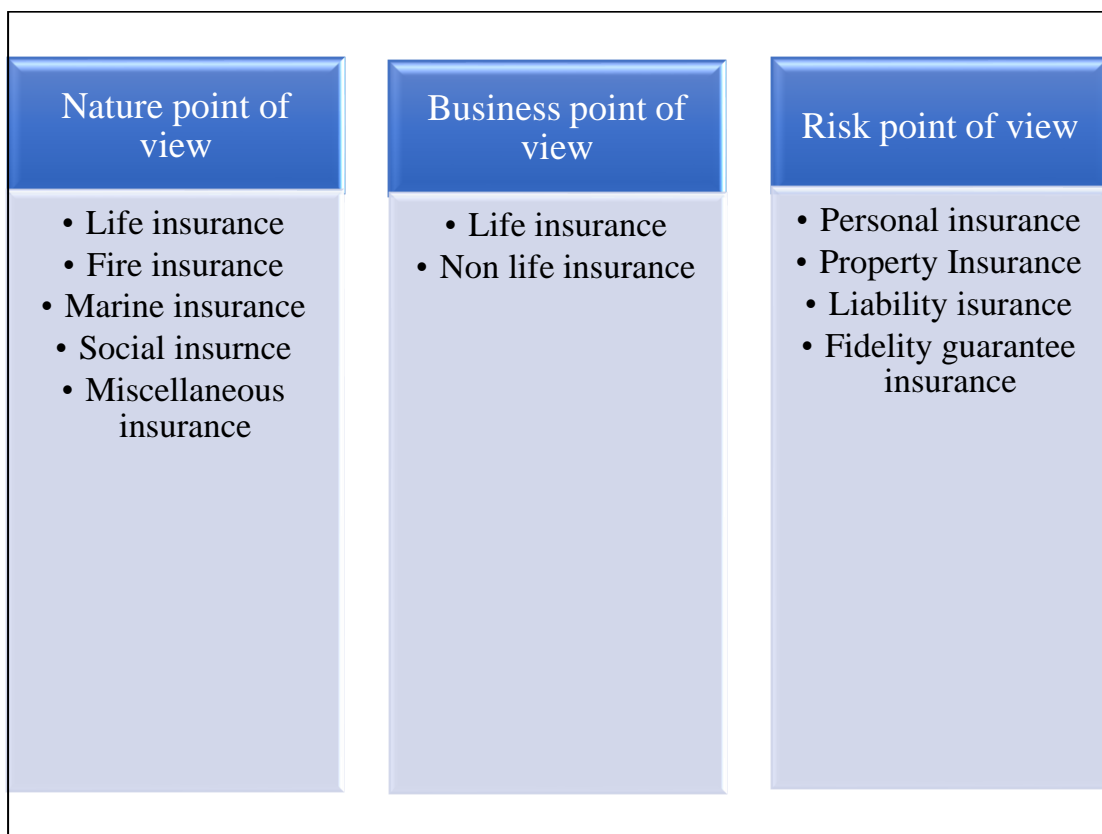 Nature point of
view
• Life insurance
• Fire insurance
• Marine insurance
• Social insurnce
• Miscellaneous
insurance
Business point of
view
• Life insurance
• Non life insurance
Risk point of view
• Personal insurance
• Property Insurance
• Liability isurance
• Fidelity guarantee
insurance